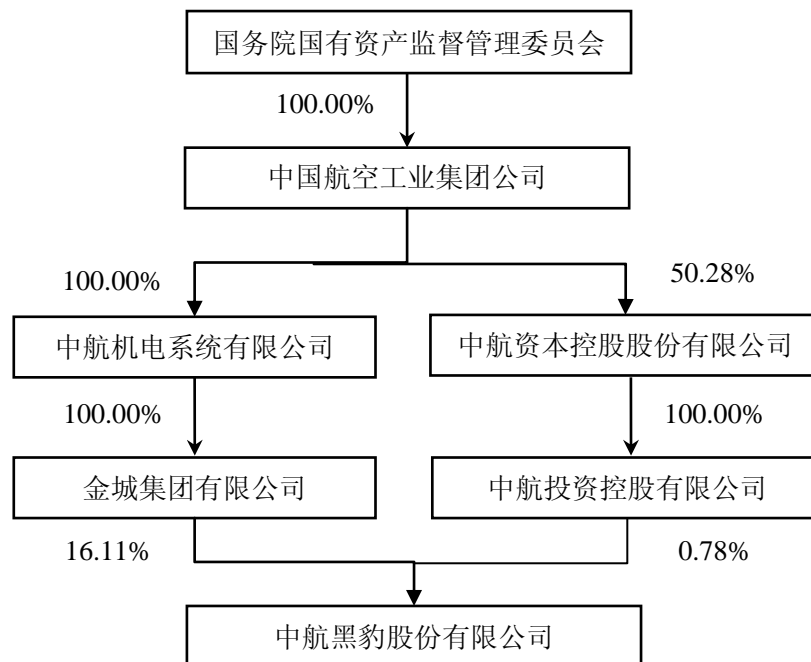 国务院国有资产监督管理委员会
100.00%
中国航空工业集团公司
100.00%
50.28%
中航机电系统有限公司
中航资本控股股份有限公司
100.00%
100.00%
金城集团有限公司
中航投资控股有限公司
16.11%
0.78%
中航黑豹股份有限公司